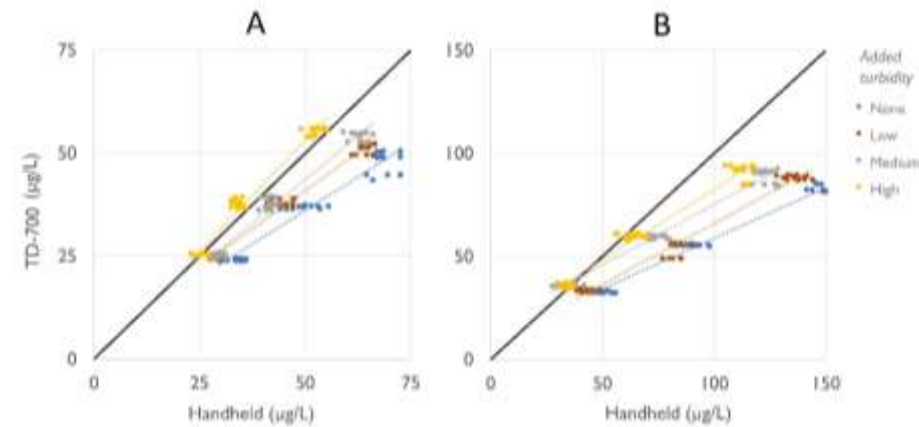 A
B
75
50
25
0
0
25
50
75
TD-700 (µg/L)
Handheld (µg/L)
150
100
50
0
0
50
100
150
Handheld (µg/L)
Added
turbidity
None
Low
Medium
High